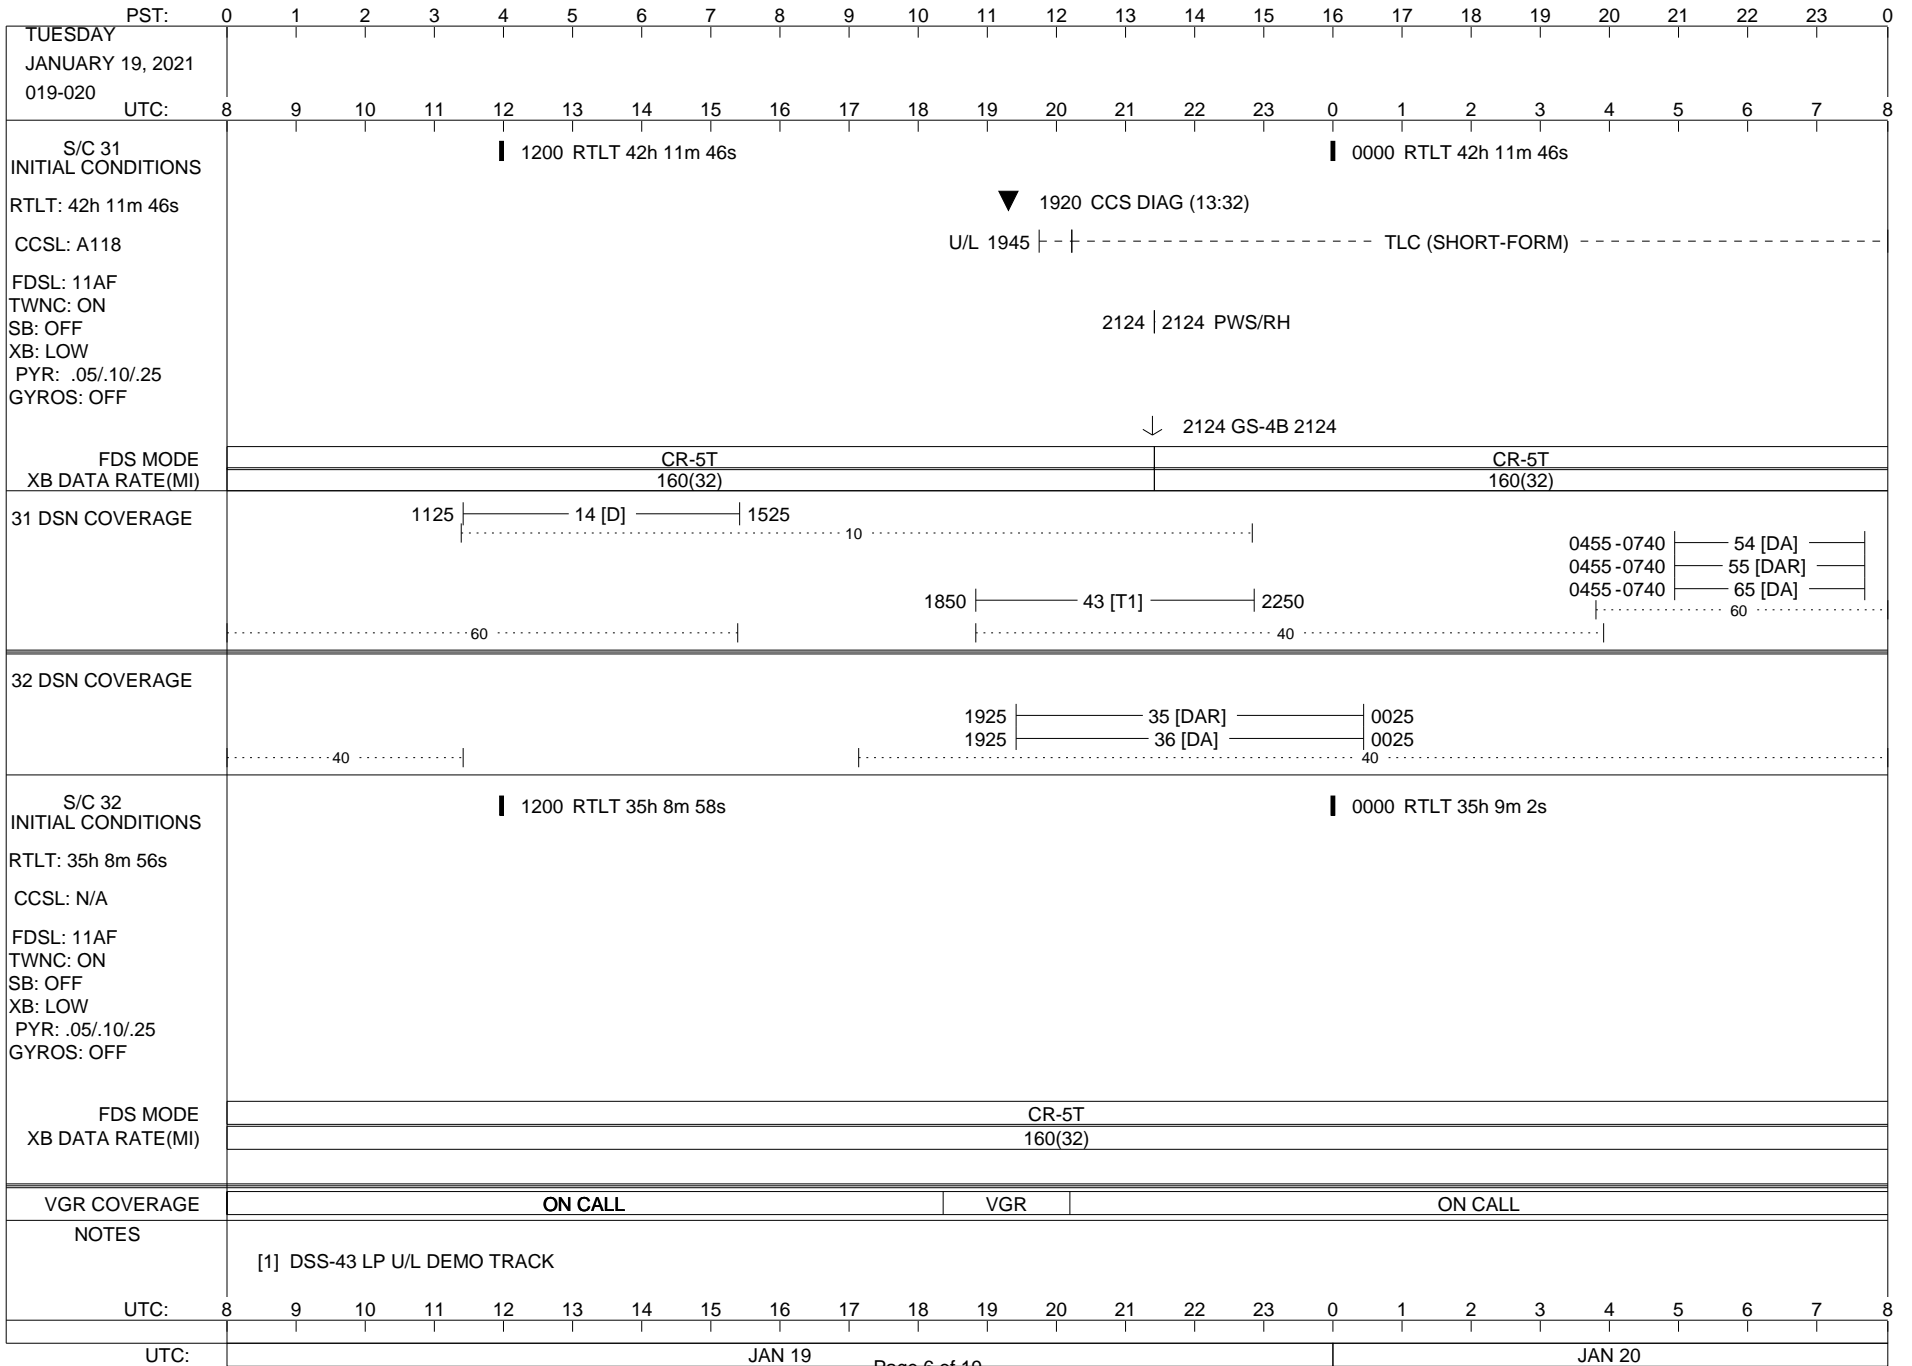 PST: 0 1 2 3 4 5 6 7 8 9 10 11 12 13 14 15 16 17 18 19 20 21 22 23 0
TUESDAY
JANUARY 19, 2021
019-020
UTC: 8 9 10 11 12 13 14 15 16 17 18 19 20 21 22 23 0 1 2 3 4 5 6 7 8
S/C 31
INITIAL CONDITIONS
1200 RTLT 42h 11m 46s
0000 RTLT 42h 11m 46s
RTLT: 42h 11m 46s
1920 CCS DIAG (13:32)
CCSL: A118
U/L 1945
TLC (SHORT-FORM)
FDSL: 11AF
TWNC: ON
SB: OFF
2124 2124 PWS/RH
XB: LOW
PYR: .05/.10/.25
GYROS: OFF
2124 GS-4B 2124
FDS MODE CR-5T CR-5T
XB DATA RATE(MI) 160(32) 160(32)
31 DSN COVERAGE
1125 14 [D] 1525
10
0455-0740 54 [DA]
0455-0740 55 [DAR]
0455-0740 65 [DA]
1850 43 [T1] 2250
60
60
40
32 DSN COVERAGE
1925 35 [DAR] 0025
1925 36 [DA] 0025
40
40
S/C 32
INITIAL CONDITIONS
1200 RTLT 35h 8m 58s
0000 RTLT 35h 9m 2s
RTLT: 35h 8m 56s
CCSL: N/A
FDSL: 11AF
TWNC: ON
SB: OFF
XB: LOW
PYR: .05/.10/.25
GYROS: OFF
FDS MODE CR-5T
XB DATA RATE(MI) 160(32)
VGR COVERAGE ON CALL VGR ON CALL
NOTES
[1] DSS-43 LP U/L DEMO TRACK
UTC: 8 9 10 11 12 13 14 15 16 17 18 19 20 21 22 23 0 1 2 3 4 5 6 7 8
UTC: JAN 19 JAN 20
Page 6 of 19